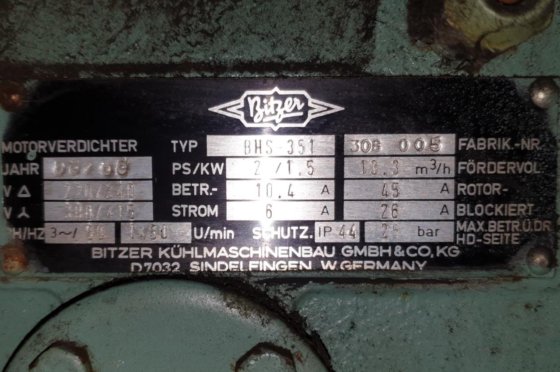 Bitzer
MOTORVERDICHTER TYP BHS 351 308 005 FABRIK.-NR.
JAHR PS/KW 2 /1.5 m³/h FÖRDERVOL.
V △ BETR.- 10,4 A 45 A ROTOR-
V Y STROM 6 A 26 A BLOCKIERT
H/HZ 3~/ U/min SCHUTZ. IP 44 bar MAX.BETR.Ü.DR
HD-SEITE
BITZER KÜHLMASCHINENBAU GMBH & CO, KG
D7032 SINDELFINGEN W.GERMANY